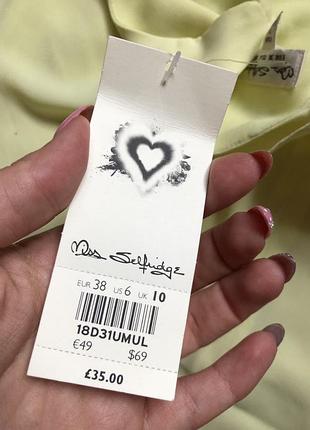 Miss Selfridge
EUR 38 US 6 UK 10
18D31UMUL
€49 $69
£35.00